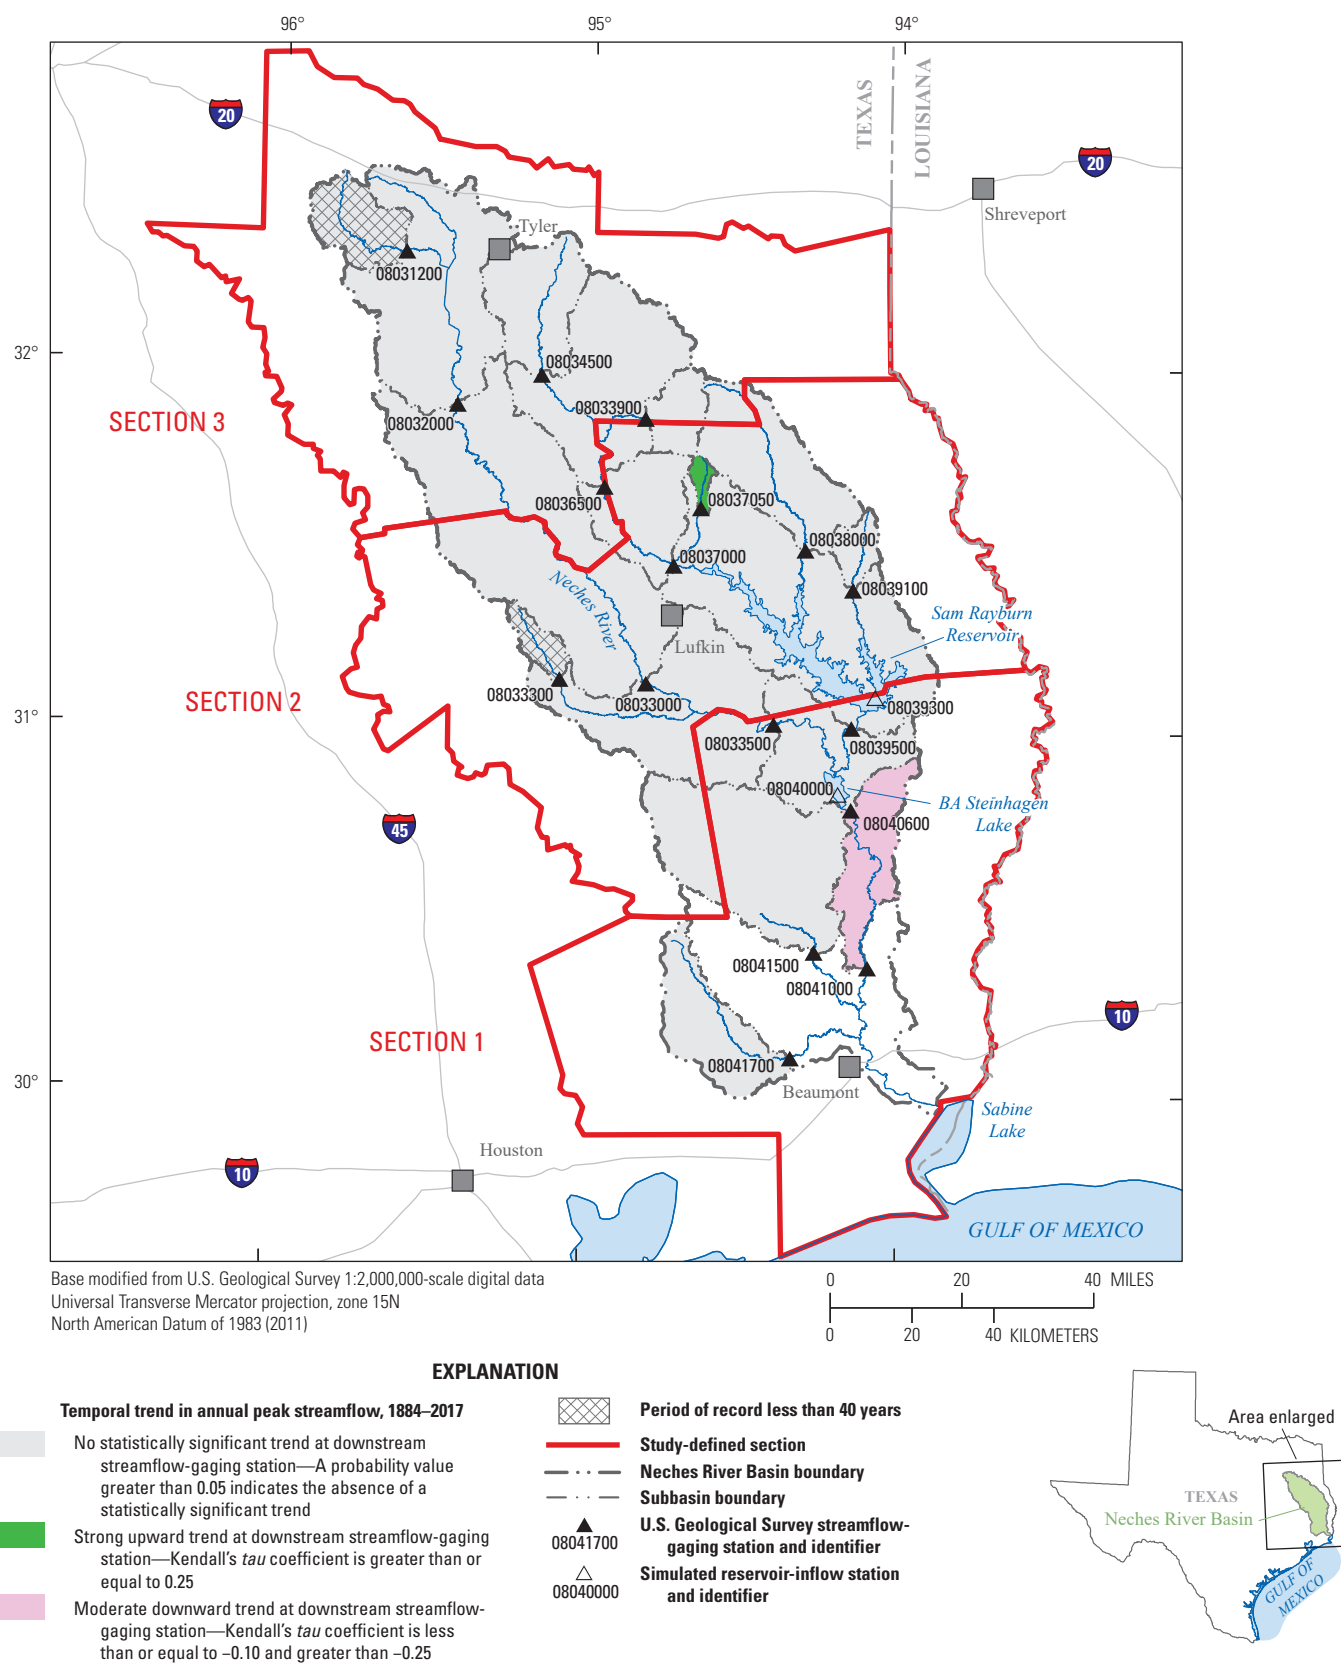 96°
95°
94°
20
TEXAS
LOUISIANA
20
Shreveport
Tyler
08031200
32°
08034500
08033900
08032000
SECTION 3
08036500
08037050
08038000
08037000
08039100
Neches River
Sam Rayburn
Reservoir
Lufkin
SECTION 2
08033300
08033000
08039300
31°
08033500
08039500
08040000
BA Steinhagen
Lake
08040600
45
08041500
08041000
10
SECTION 1
08041700
30°
Beaumont
Sabine
Lake
Houston
10
GULF OF MEXICO
Base modified from U.S. Geological Survey 1:2,000,000-scale digital data
Universal Transverse Mercator projection, zone 15N
North American Datum of 1983 (2011)
0 20 40 MILES
0 20 40 KILOMETERS
EXPLANATION
Temporal trend in annual peak streamflow, 1884–2017
No statistically significant trend at downstream
streamflow-gaging station—A probability value
greater than 0.05 indicates the absence of a
statistically significant trend
Strong upward trend at downstream streamflow-gaging
station—Kendall's tau coefficient is greater than or
equal to 0.25
Moderate downward trend at downstream streamflow-
gaging station—Kendall's tau coefficient is less
than or equal to −0.10 and greater than −0.25
Period of record less than 40 years
Study-defined section
Neches River Basin boundary
Subbasin boundary
08041700
U.S. Geological Survey streamflow-
gaging station and identifier
08040000
Simulated reservoir-inflow station
and identifier
Area enlarged
TEXAS
Neches River Basin
GULF OF
MEXICO